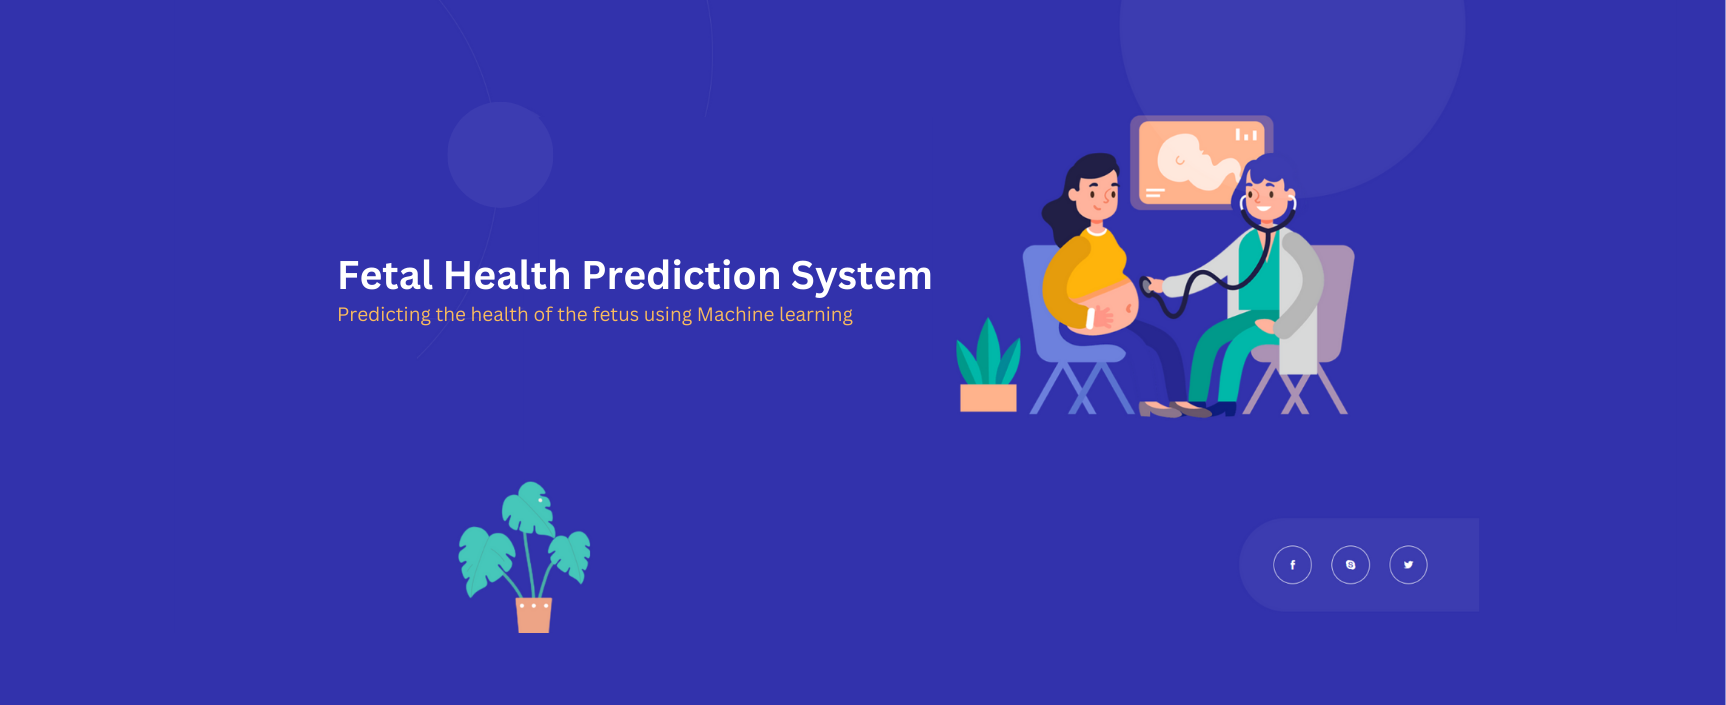 Fetal Health Prediction System
Predicting the health of the fetus using Machine learning